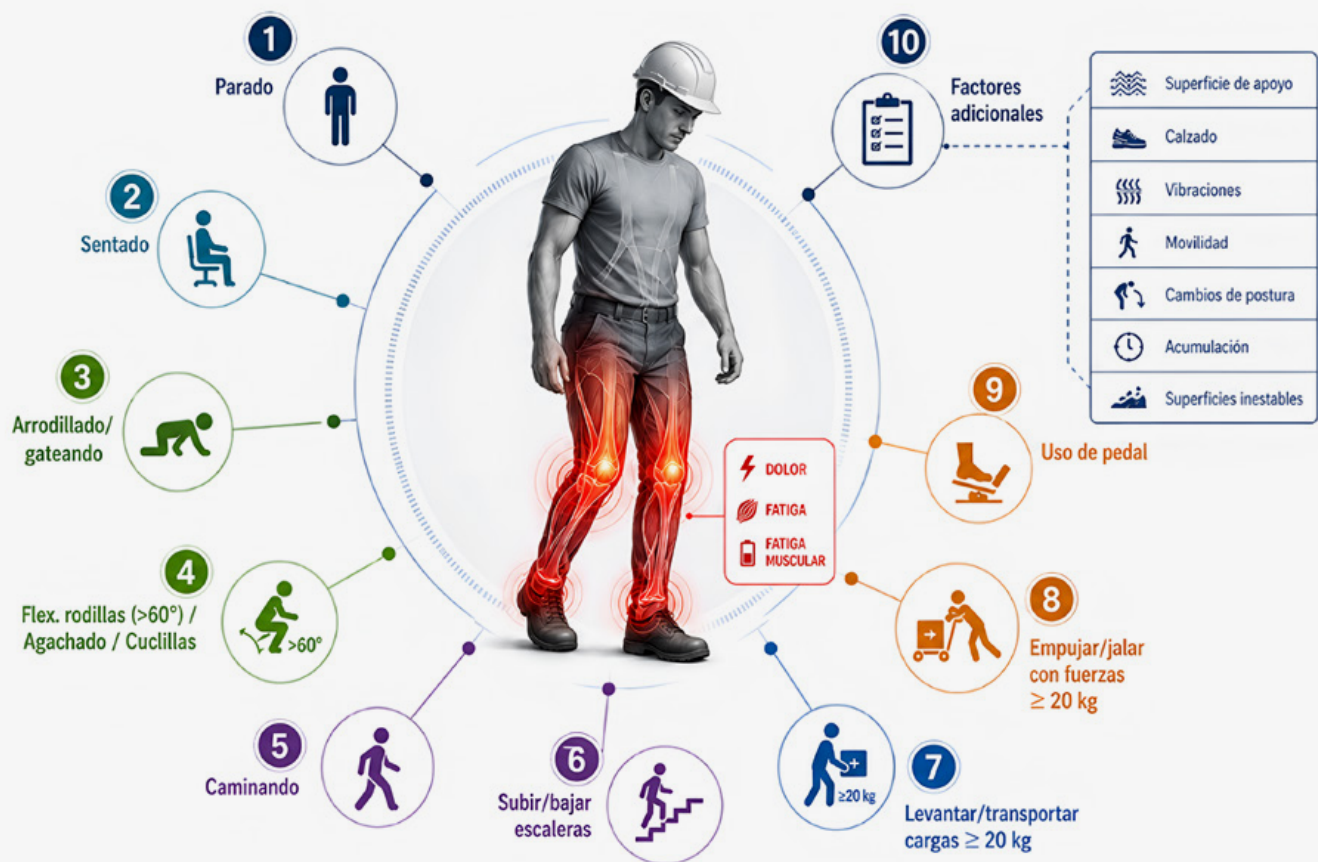 1
Parado
2
Sentado
3
Arrodillado/
gateando
4
Flex. rodillas (>60°) /
Agachado / Cuclillas
>60°
5
Caminando
6
Subir/bajar
escaleras
≥20 kg
7
Levantar/transportar
cargas ≥ 20 kg
8
Empujar/jalar
con fuerzas
≥ 20 kg
9
Uso de pedal
10
Factores
adicionales
Superficie de apoyo
Calzado
Vibraciones
Movilidad
Cambios de postura
Acumulación
Superficies inestables
DOLOR
FATIGA
FATIGA
MUSCULAR